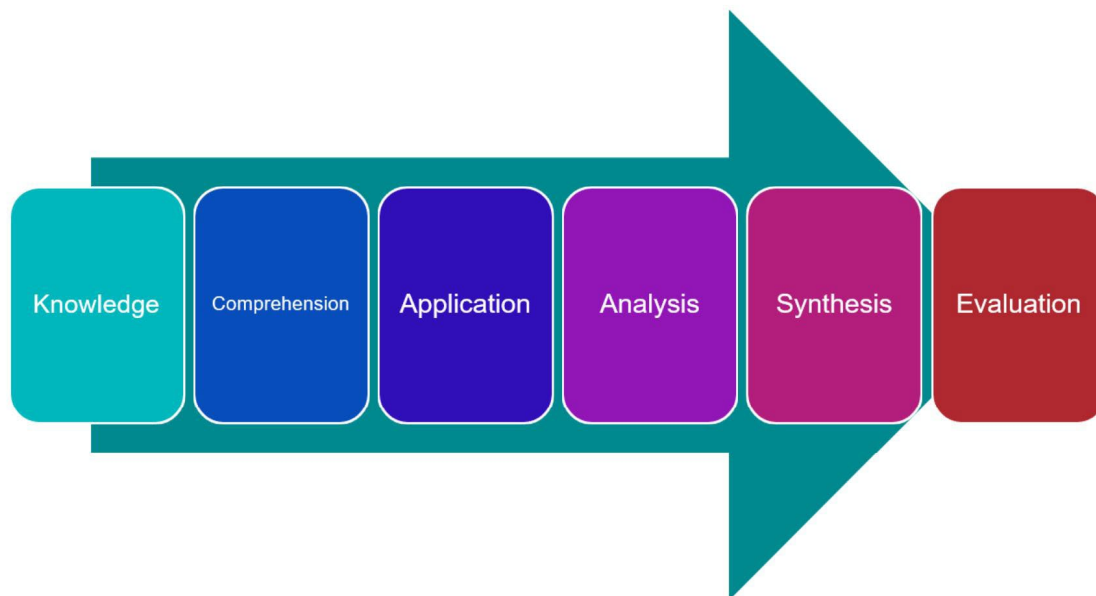 Knowledge
Comprehension
Application
Analysis
Synthesis
Evaluation